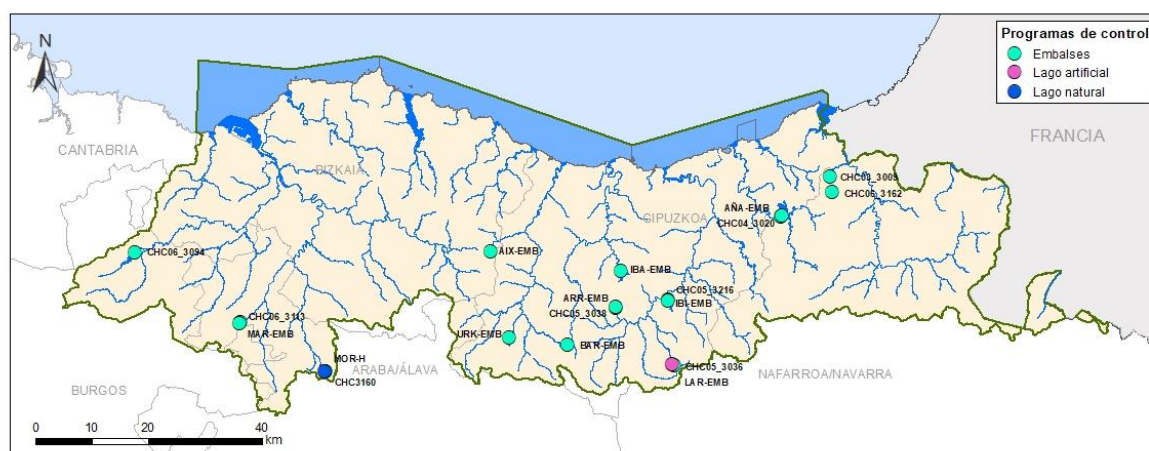 N
Programas de control
Embalses
Lago artificial
Lago natural
FRANCIA
CANTABRIA
BIZKAIA
GIPUZKOA
CHC03_3009
CHC06_3162
AÑA-EMB
CHC04_3020
CHC06_3094
AIX-EMB
IBA-EMB
CHC05_3216
IBI-EMB
ARR-EMB
CHC05_3038
CHC06_3113
MAR-EMB
URK-EMB
BAR-EMB
MOR-H
CHC3160
ARABA/ÁLAVA
CHC05_3036
LAR-EMB
NAFARROA/NAVARRA
BURGOS
0 10 20 40
km